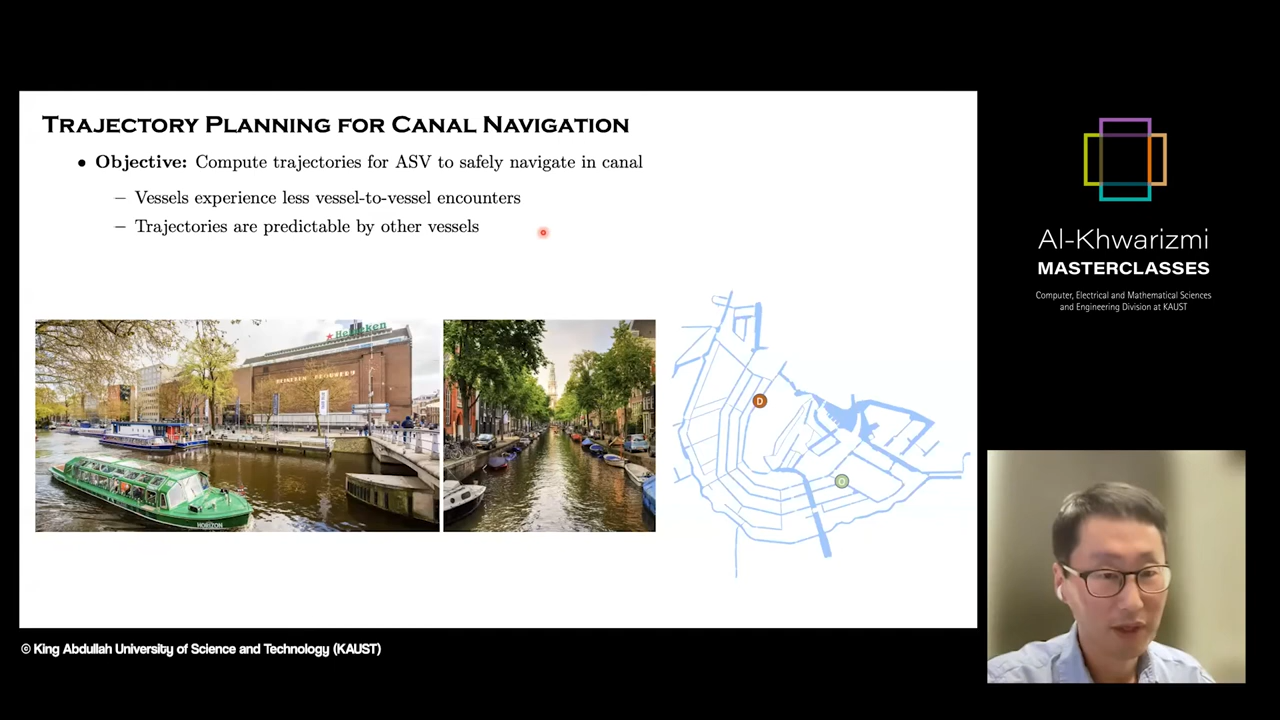 TRAJECTORY PLANNING FOR CANAL NAVIGATION
• Objective: Compute trajectories for ASV to safely navigate in canal
– Vessels experience less vessel-to-vessel encounters
– Trajectories are predictable by other vessels
Heineken
HEINEKEN BROUWERIJ
HORIZON
D
O
Al-Khwarizmi
MASTERCLASSES
Computer, Electrical and Mathematical Sciences
and Engineering Division at KAUST
© King Abdullah University of Science and Technology (KAUST)